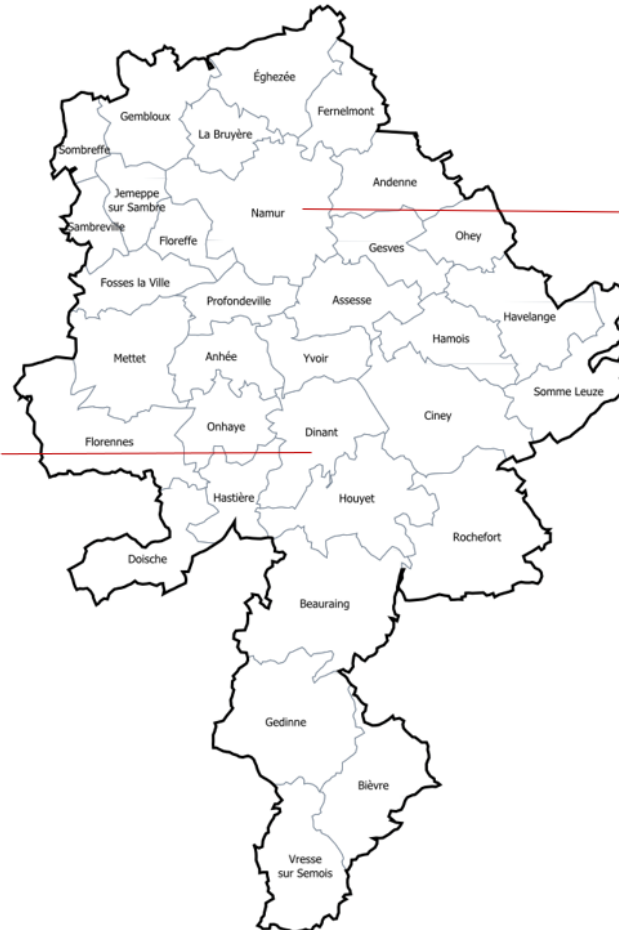 Éghezée
Fernelmont
Gembloux
La Bruyère
Sombreffe
Andenne
Jemeppe
sur Sambre
Namur
Sambreville
Floreffe
Ohey
Gesves
Fosses la Ville
Profondeville
Assesse
Havelange
Hamois
Mettet
Anhée
Yvoir
Somme Leuze
Ciney
Onhaye
Dinant
Florennes
Hastière
Houyet
Rochefort
Doische
Beauraing
Gedinne
Bièvre
Vresse
sur Semois